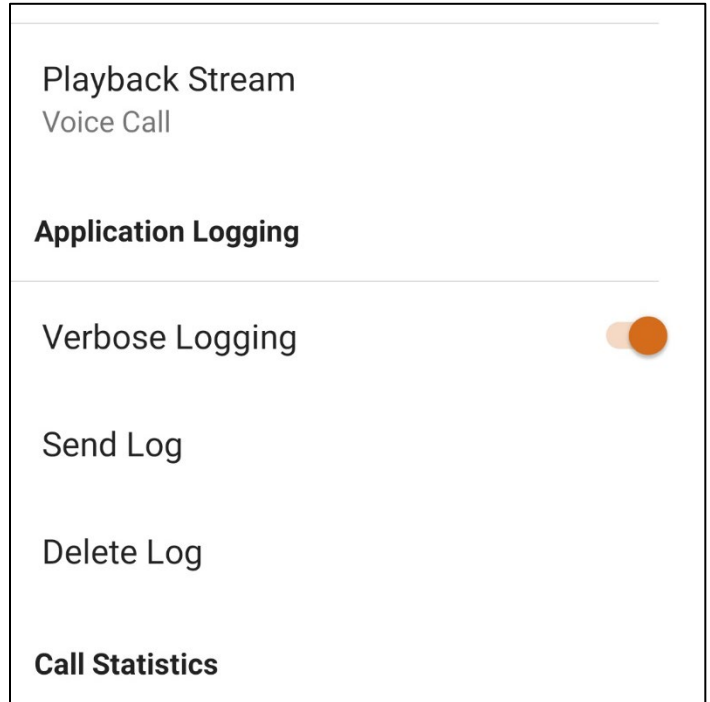 Playback Stream
Voice Call
Application Logging
Verbose Logging
Send Log
Delete Log
Call Statistics